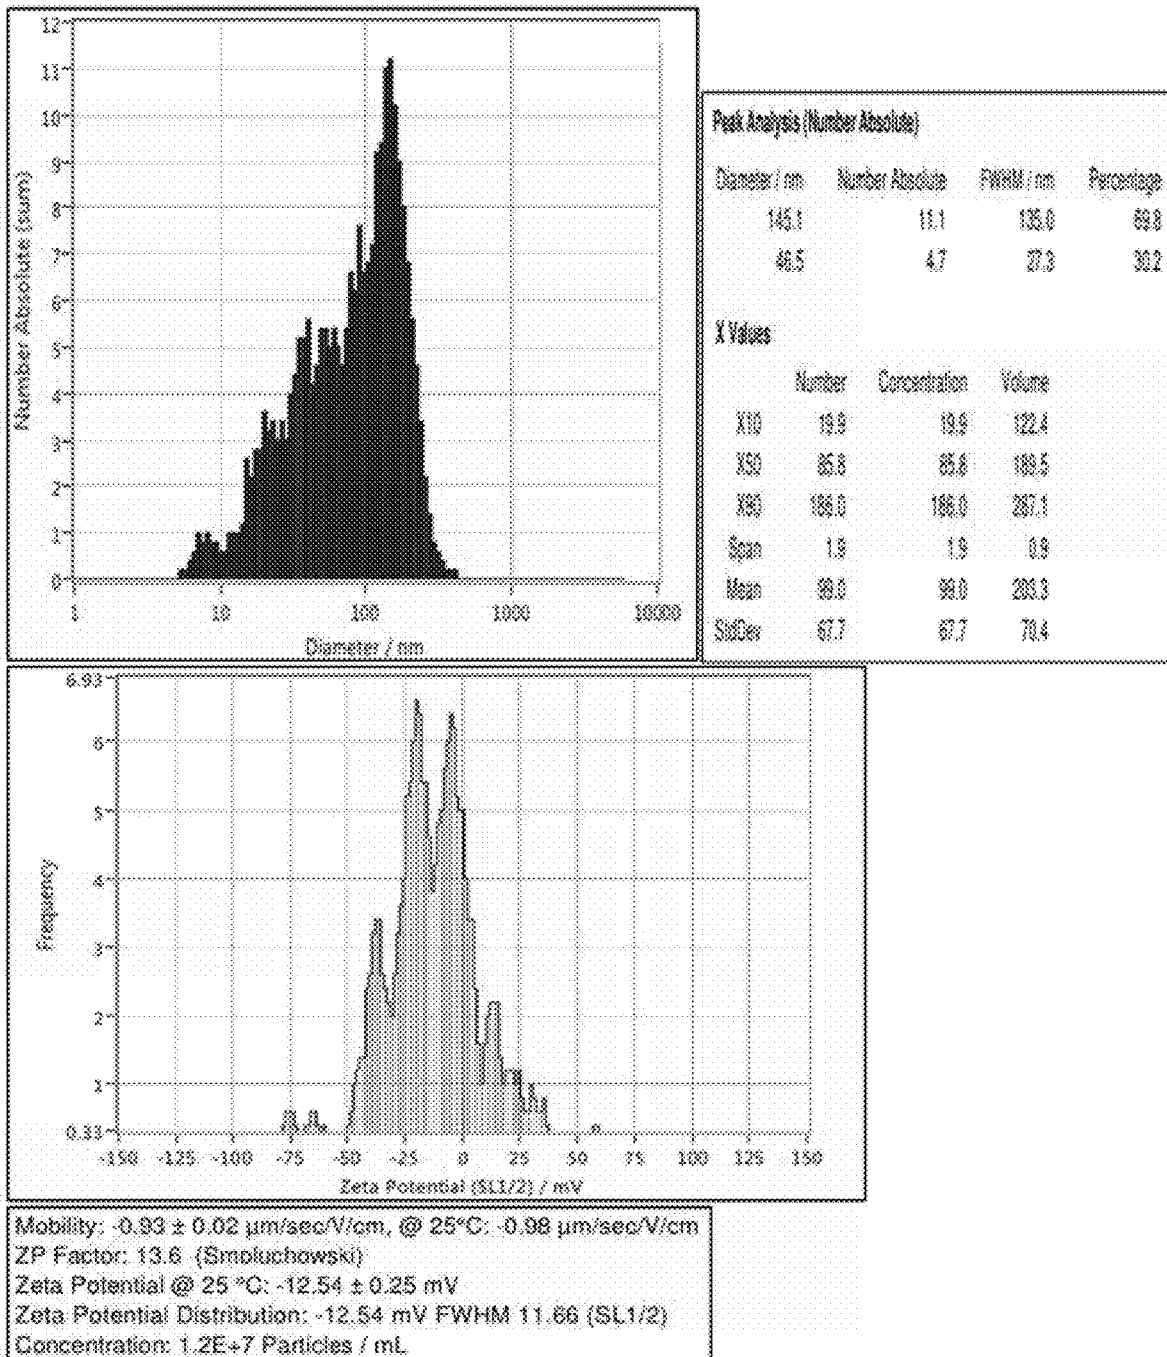 12
11
10
9
8
7
6
5
4
3
2
1
0
Number Absolute (sum)
1 10 100 1000 10000
Diameter / nm
Peak Analysis (Number Absolute)
Diameter / nm Number Absolute FWHM / nm Percentage
145.1 11.1 135.0 69.8
46.5 4.7 27.3 30.2
X Values
Number Concentration Volume
X10 19.9 19.9 122.4
X50 85.8 85.8 189.5
X90 186.0 186.0 287.1
Span 1.9 1.9 0.9
Mean 99.0 99.0 203.3
StdDev 67.7 67.7 70.4
6.93
6
5
4
3
2
1
0.33
Frequency
-150 -125 -100 -75 -50 -25 0 25 50 75 100 125 150
Zeta Potential (SL1/2) / mV
Mobility: -0.93 ± 0.02 µm/sec/V/cm, @ 25°C: -0.98 µm/sec/V/cm
ZP Factor: 13.6 (Smoluchowski)
Zeta Potential @ 25 °C: -12.54 ± 0.25 mV
Zeta Potential Distribution: -12.54 mV FWHM 11.66 (SL1/2)
Concentration: 1.2E+7 Particles / mL